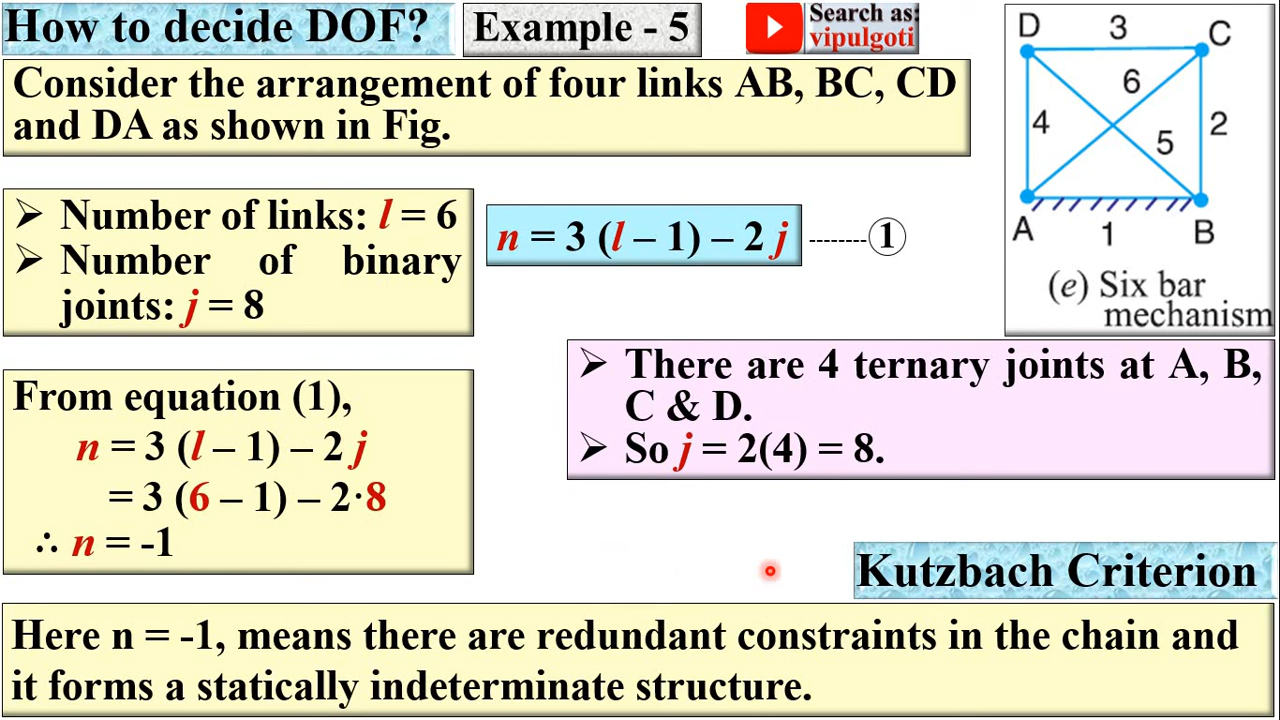 How to decide DOF?
Example - 5
Search as:
vipulgoti
Consider the arrangement of four links AB, BC, CD
and DA as shown in Fig.
D 3 C
6
4 2
5
A 1 B
(e) Six bar
mechanism
➢ Number of links: l = 6
➢ Number of binary
joints: j = 8
n = 3 (l – 1) – 2 j --------①
➢ There are 4 ternary joints at A, B,
C & D.
➢ So j = 2(4) = 8.
From equation (1),
n = 3 (l – 1) – 2 j
= 3 (6 – 1) – 2·8
∴ n = -1
Kutzbach Criterion
Here n = -1, means there are redundant constraints in the chain and
it forms a statically indeterminate structure.